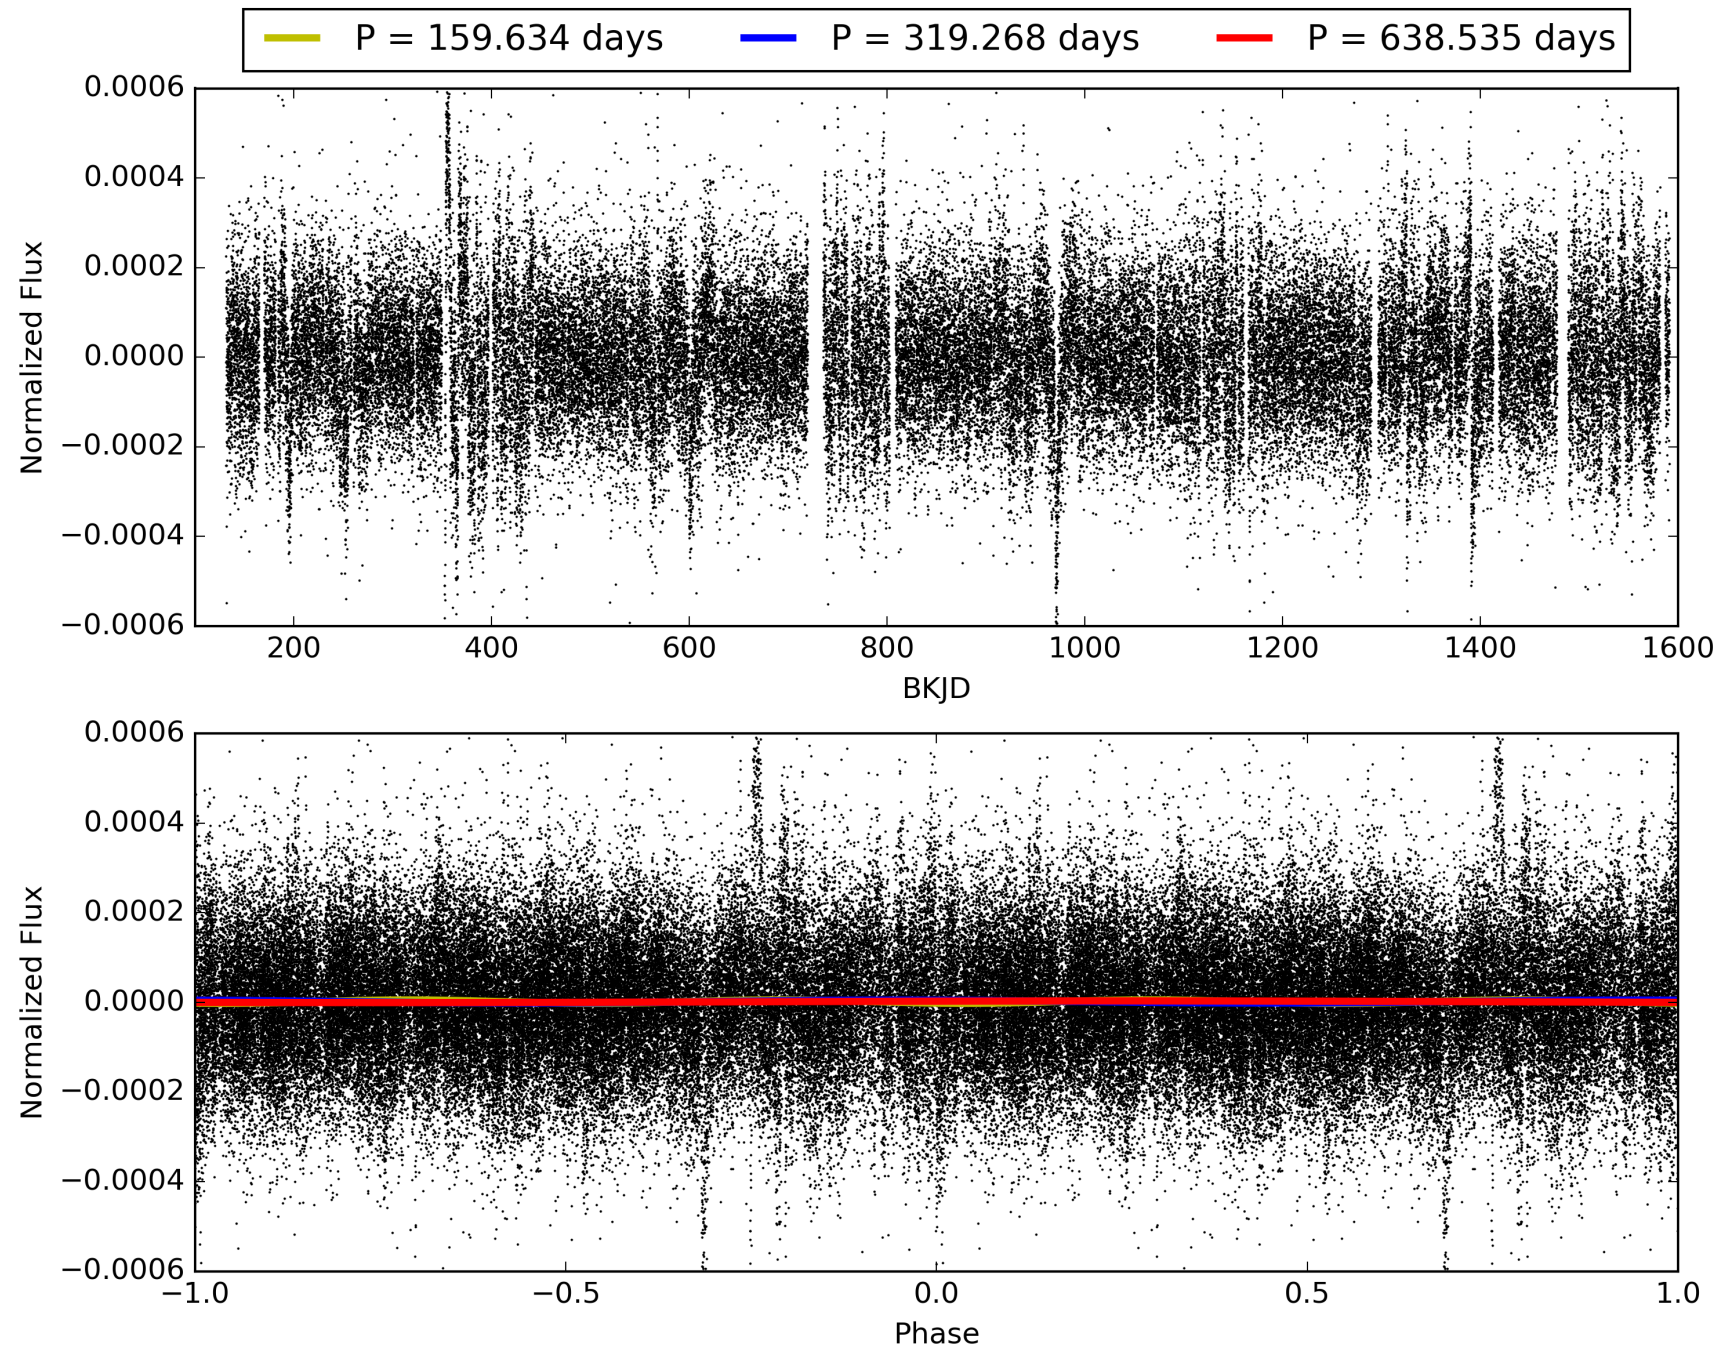 P = 159.634 days P = 319.268 days P = 638.535 days
0.0006
0.0004
0.0002
0.0000
−0.0002
−0.0004
−0.0006
Normalized Flux
200 400 600 800 1000 1200 1400 1600
BKJD
0.0006
0.0004
0.0002
0.0000
−0.0002
−0.0004
−0.0006
Normalized Flux
−1.0 −0.5 0.0 0.5 1.0
Phase